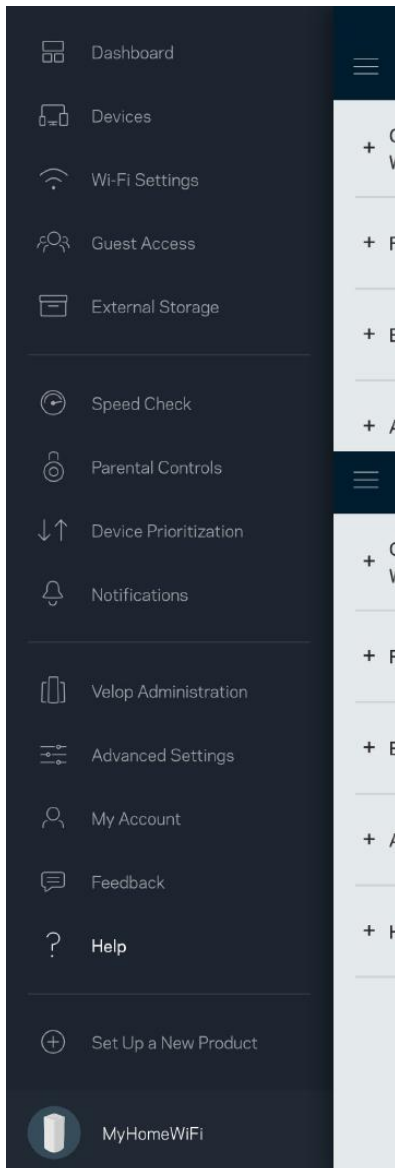 Dashboard
Devices
Wi-Fi Settings
Guest Access
External Storage
Speed Check
Parental Controls
Device Prioritization
Notifications
Velop Administration
Advanced Settings
My Account
Feedback
Help
Set Up a New Product
MyHomeWiFi